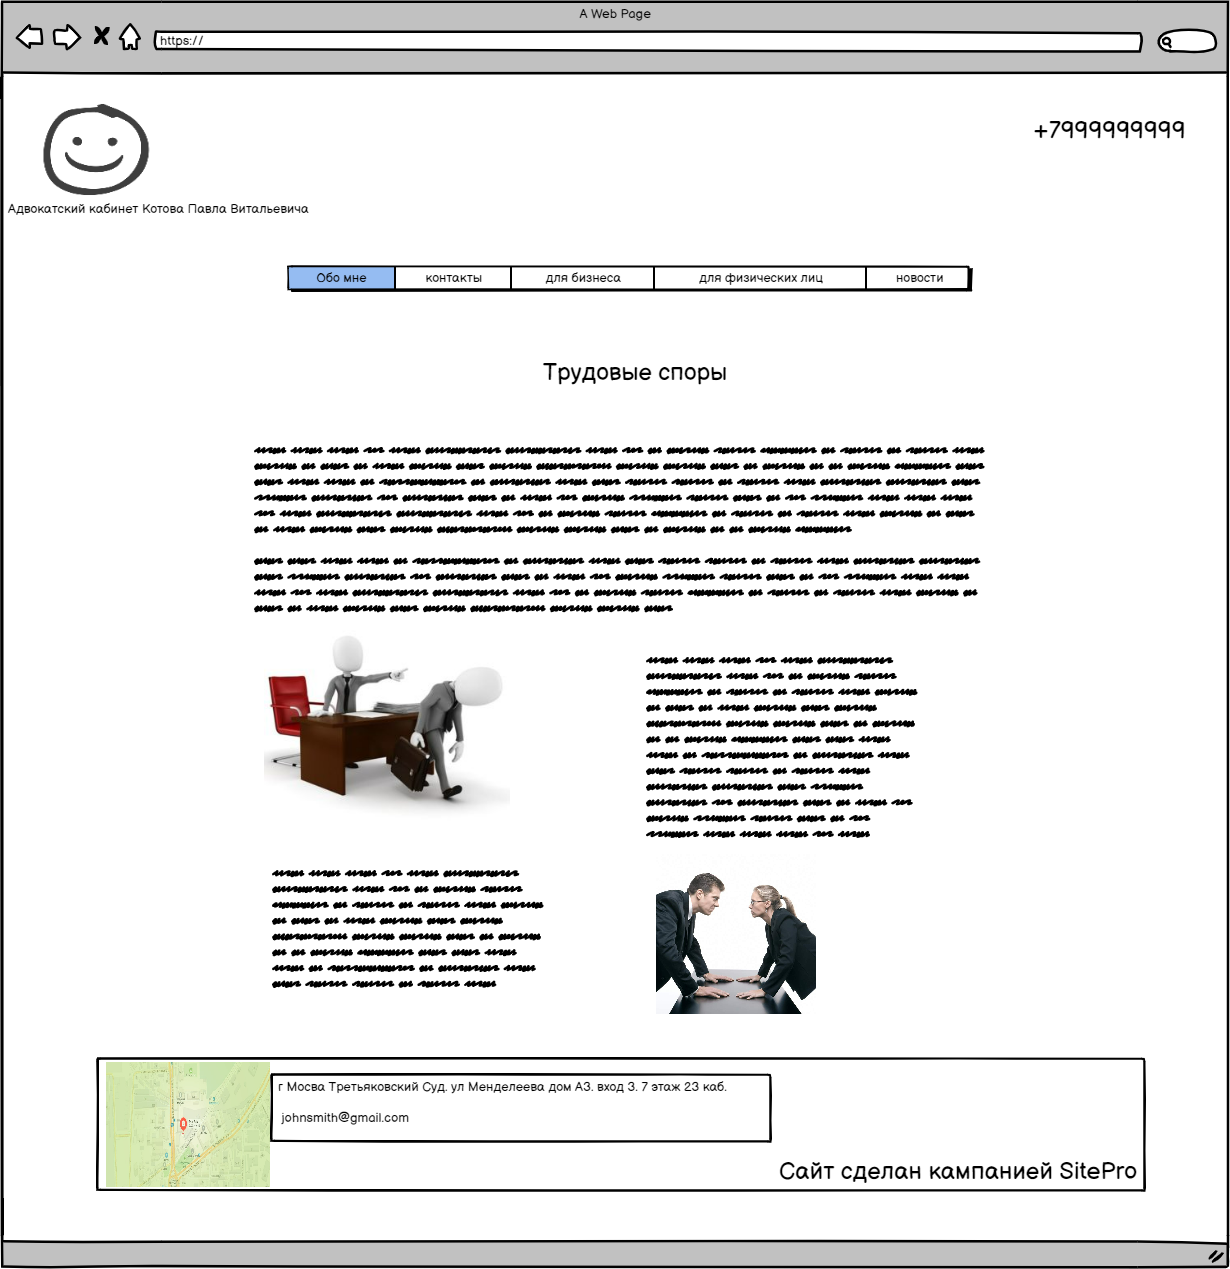 A Web Page
https://
+7999999999
Адвокатский кабинет Котова Павла Витальевича
Обо мне
контакты
для бизнеса
для физических лиц
новости
Трудовые споры
г Мосва Третьяковский Суд. ул Менделеева дом А3. вход 3. 7 этаж 23 каб.
johnsmith@gmail.com
Сайт сделан кампанией SitePro